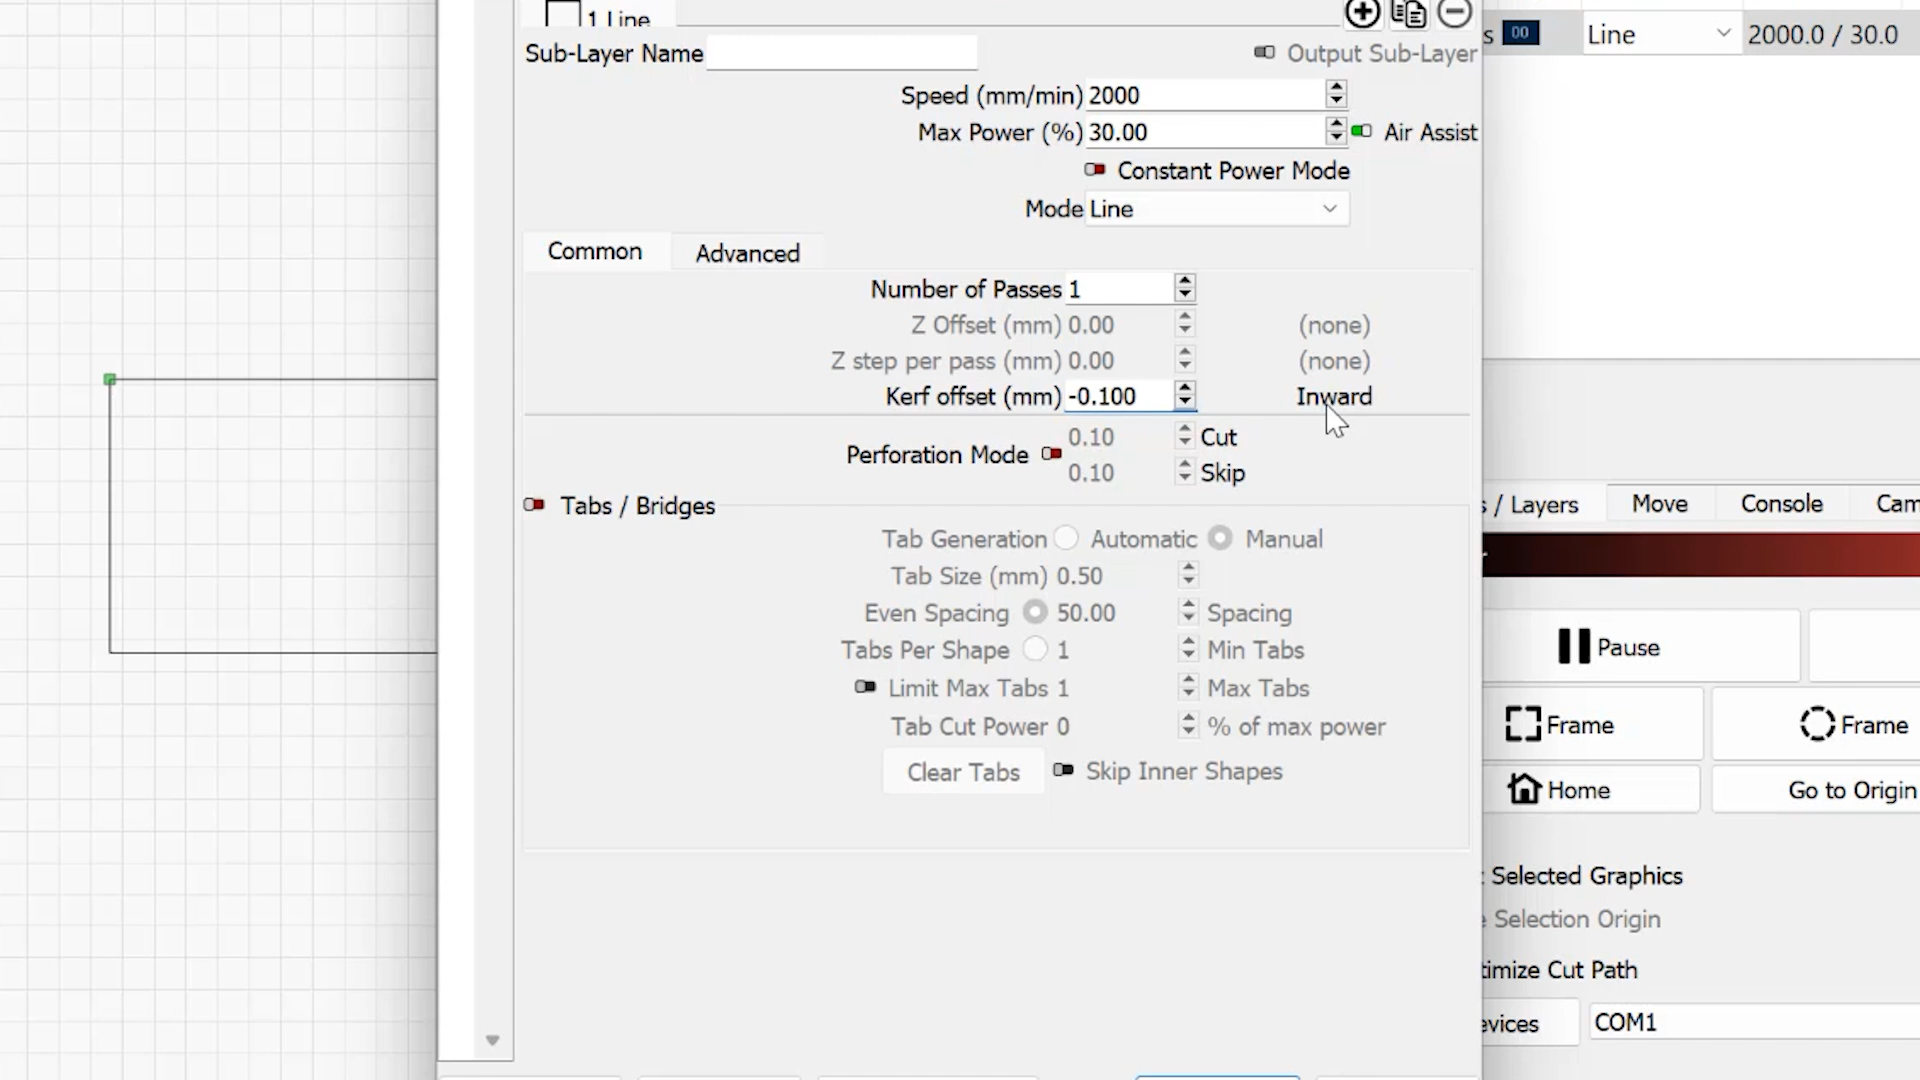 1 Line
Sub-Layer Name
Output Sub-Layer
Speed (mm/min) 2000
Max Power (%) 30.00
Air Assist
Constant Power Mode
Mode Line
Common
Advanced
Number of Passes 1
Z Offset (mm) 0.00 (none)
Z step per pass (mm) 0.00 (none)
Kerf offset (mm) -0.100 Inward
Perforation Mode
0.10 Cut
0.10 Skip
Tabs / Bridges
Tab Generation Automatic Manual
Tab Size (mm) 0.50
Even Spacing 50.00 Spacing
Tabs Per Shape 1 Min Tabs
Limit Max Tabs 1 Max Tabs
Tab Cut Power 0 % of max power
Clear Tabs
Skip Inner Shapes
s 00 Line 2000.0 / 30.0
s / Layers Move Console Cam
Pause
Frame Frame
Home Go to Origin
Selected Graphics
Selection Origin
timize Cut Path
evices COM1